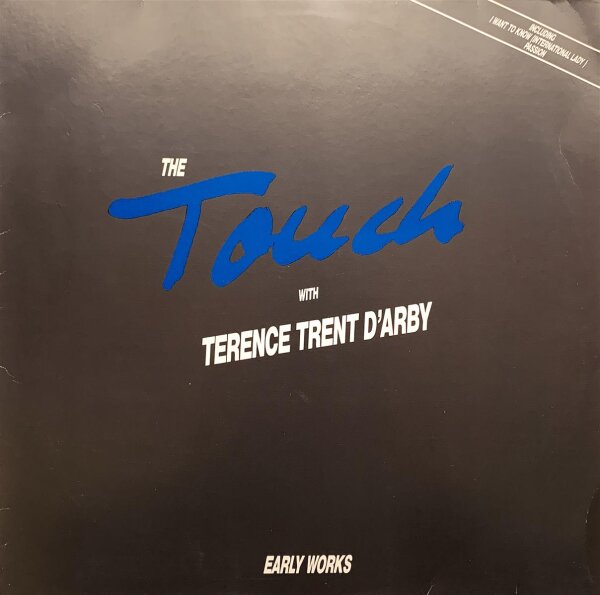 INCLUDING
I WANT TO KNOW (INTERNATIONAL LADY)
PASSION
THE
Touch
WITH
TERENCE TRENT D'ARBY
EARLY WORKS